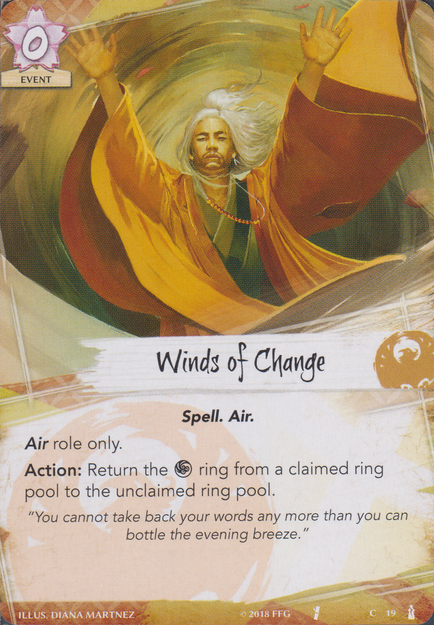 0
EVENT
Winds of Change
Spell. Air.
Air role only.
Action: Return the ring from a claimed ring
pool to the unclaimed ring pool.
"You cannot take back your words any more than you can
bottle the evening breeze."
ILLUS. DIANA MARTNEZ © 2018 FFG C 19